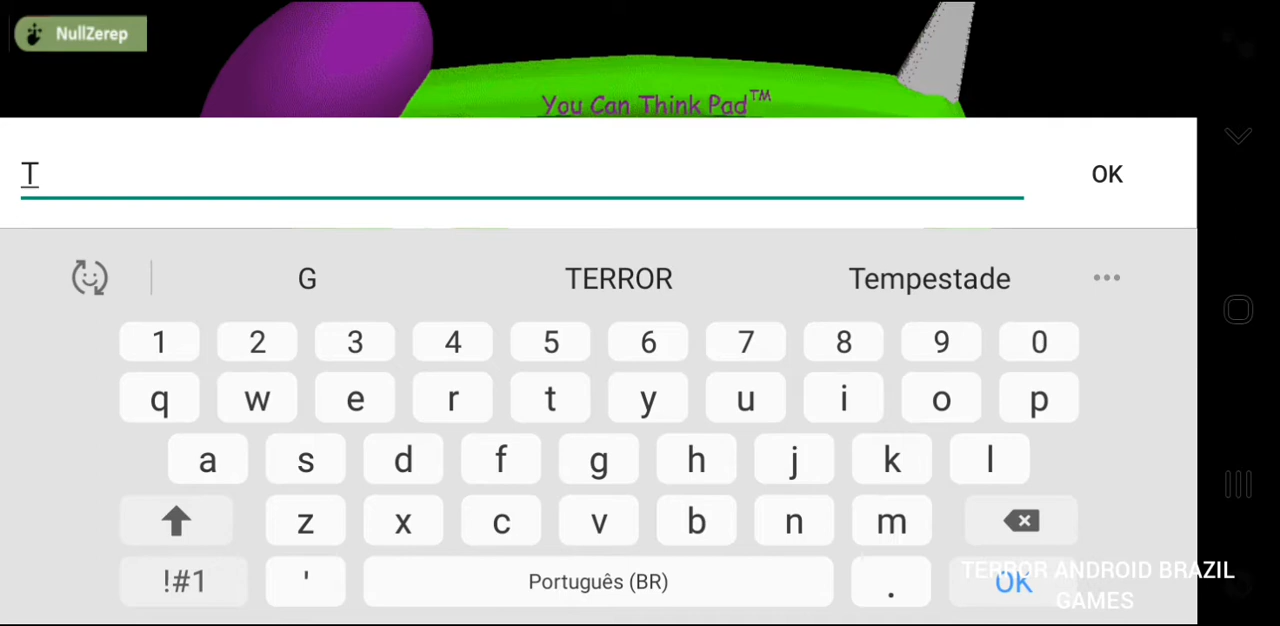 NullZerep
You Can Think Pad™
T
OK
G TERROR Tempestade
1 2 3 4 5 6 7 8 9 0
q w e r t y u i o p
a s d f g h j k l
z x c v b n m
!#1 ' Português (BR) . OK
TERROR ANDROID BRAZIL
GAMES